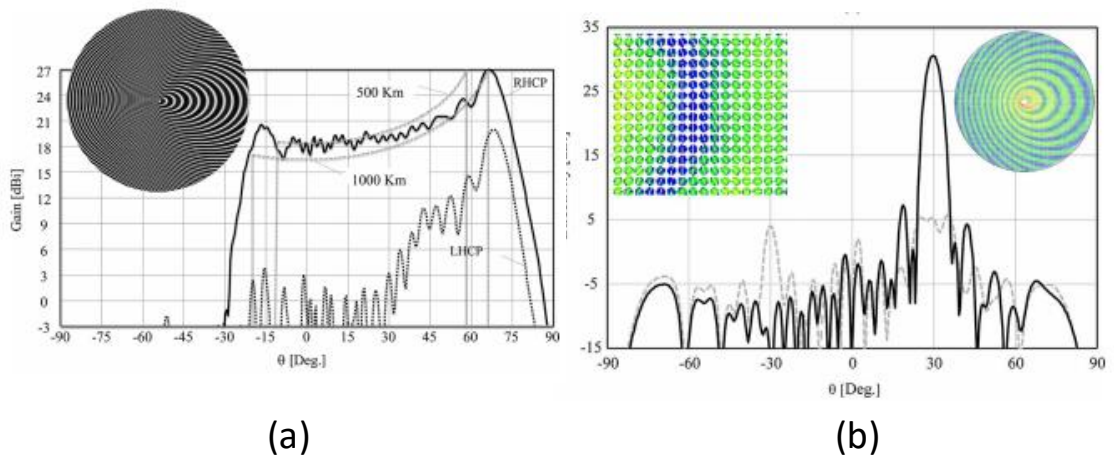 27
24
21
18
15
12
9
6
3
0
-3
Gain [dBi]
500 Km
RHCP
1000 Km
LHCP
-90 -75 -60 -45 -30 -15 0 15 30 45 60 75 90
θ [Deg.]
(a)
35
25
15
5
-5
-15
-90 -60 -30 0 30 60 90
θ [Deg.]
(b)